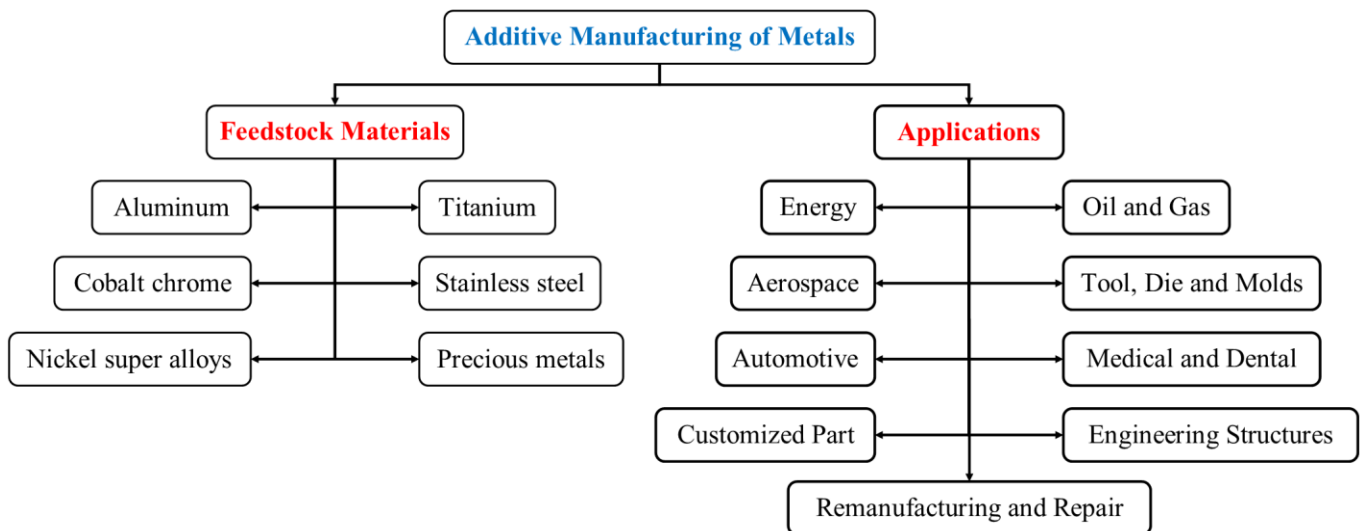 Additive Manufacturing of Metals
Feedstock Materials
Applications
Aluminum
Titanium
Energy
Oil and Gas
Cobalt chrome
Stainless steel
Aerospace
Tool, Die and Molds
Nickel super alloys
Precious metals
Automotive
Medical and Dental
Customized Part
Engineering Structures
Remanufacturing and Repair